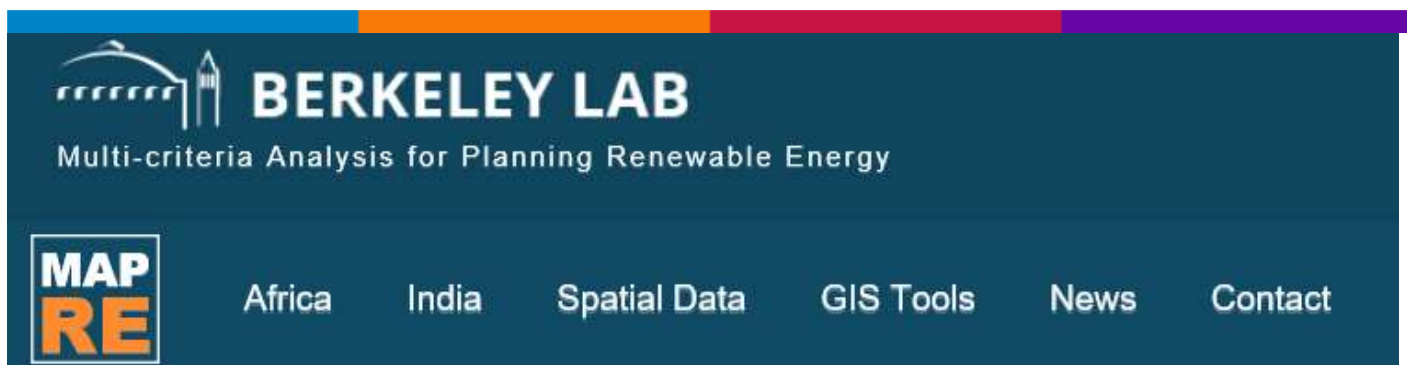 BERKELEY LAB
Multi-criteria Analysis for Planning Renewable Energy
MAP
RE
Africa India Spatial Data GIS Tools News Contact